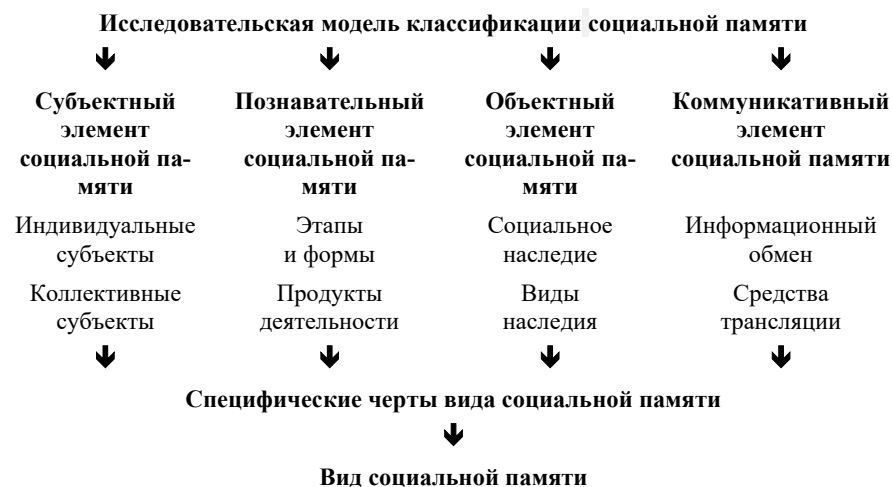 Исследовательская модель классификации социальной памяти
Субъектный
элемент
социальной па-
мяти
Познавательный
элемент
социальной па-
мяти
Объектный
элемент
социальной па-
мяти
Коммуникативный
элемент
социальной памяти
Индивидуальные
субъекты
Этапы
и формы
Социальное
наследие
Информационный
обмен
Коллективные
субъекты
Продукты
деятельности
Виды
наследия
Средства
трансляции
Специфические черты вида социальной памяти
Вид социальной памяти